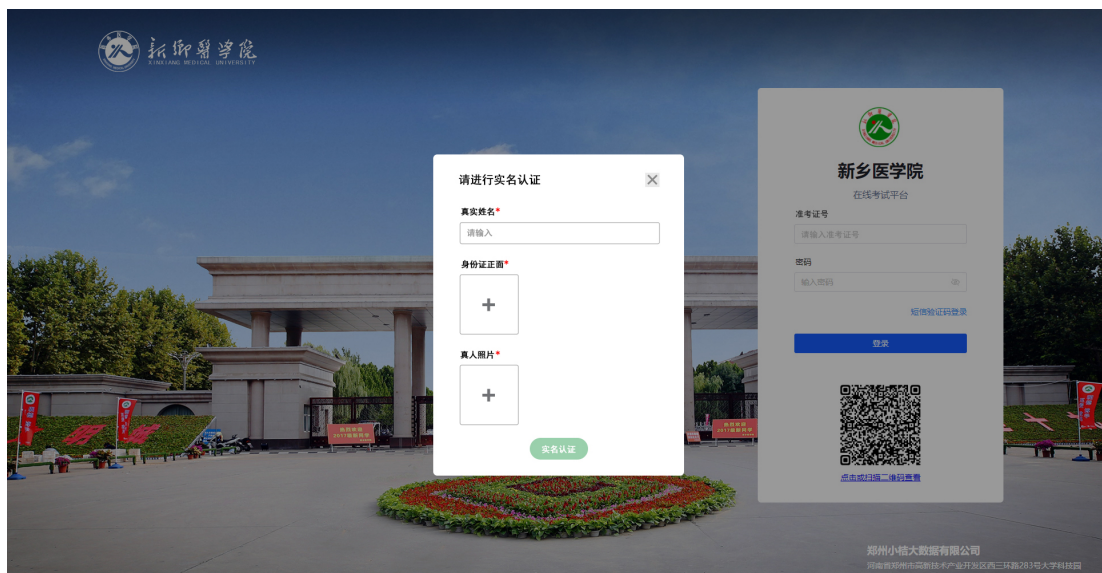 新鄉醫學院
XINXIANG MEDICAL UNIVERSITY
请进行实名认证
真实姓名*
请输入
身份证正面*
真人照片*
实名认证
新乡医学院
在线考试平台
准考证号
请输入准考证号
密码
输入密码
短信验证码登录
登录
点击或扫描二维码查看
郑州小桔大数据有限公司
河南省郑州市高新技术产业开发区西三环路283号大学科技园